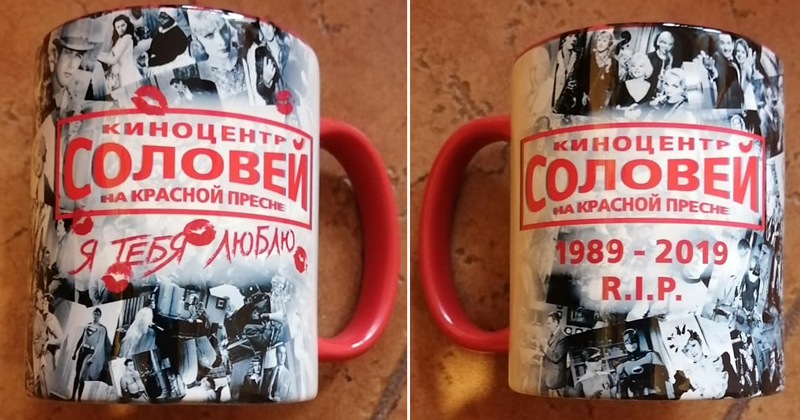 КИНОЦЕНТР
СОЛОВЕЙ
НА КРАСНОЙ ПРЕСНЕ
Я ТЕБЯ ЛЮБЛЮ
КИНОЦЕНТР
СОЛОВЕЙ
НА КРАСНОЙ ПРЕСНЕ
1989 - 2019
R.I.P.